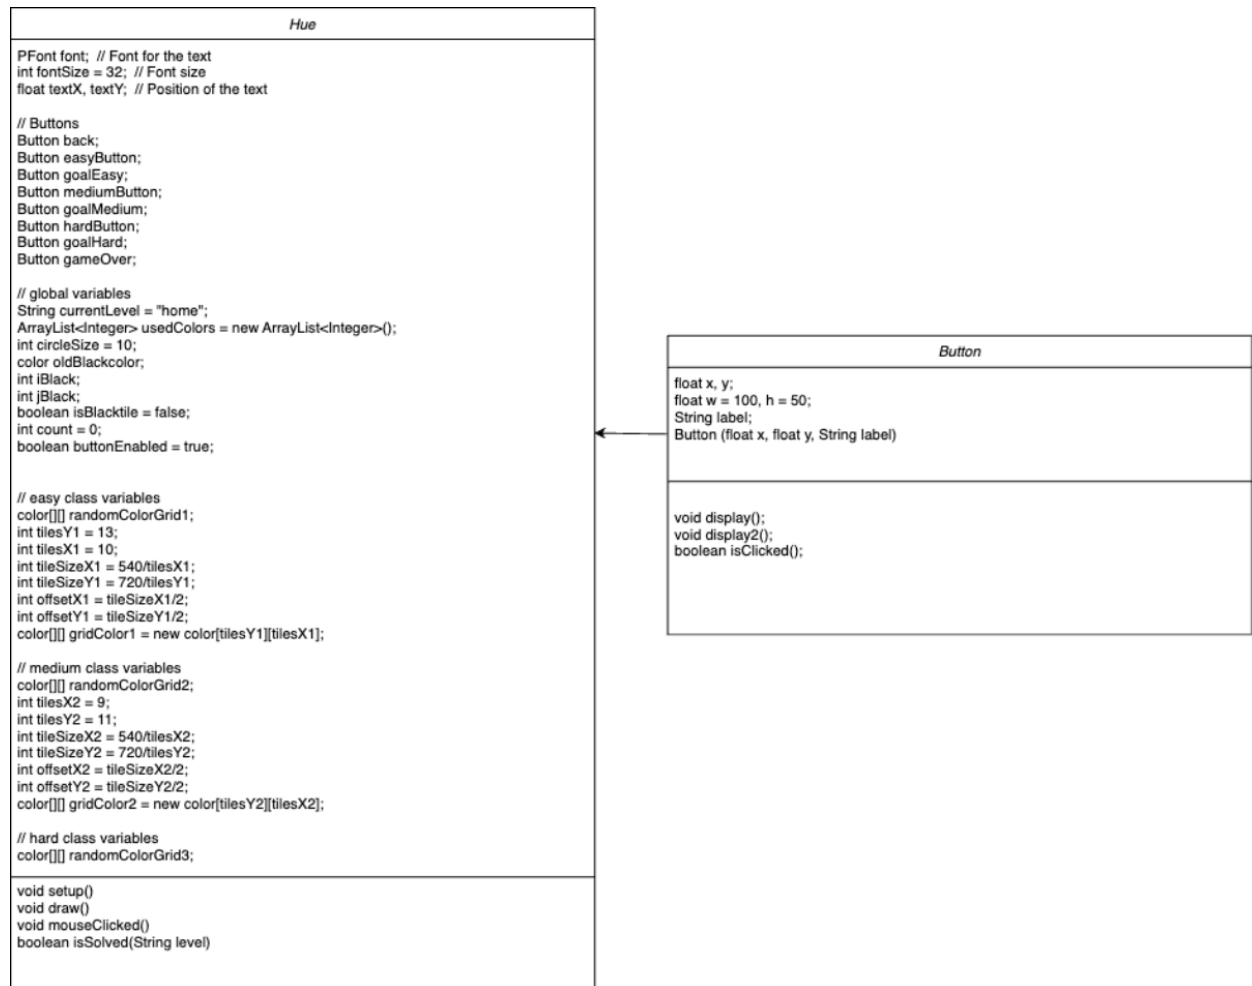 Hue
PFont font;  // Font for the text
int fontSize = 32;  // Font size
float textX, textY;  // Position of the text
// Buttons
Button back;
Button easyButton;
Button goalEasy;
Button mediumButton;
Button goalMedium;
Button hardButton;
Button goalHard;
Button gameOver;
// global variables
String currentLevel = "home";
ArrayList<Integer> usedColors = new ArrayList<Integer>();
int circleSize = 10;
color oldBlackcolor;
int iBlack;
int jBlack;
boolean isBlacktile = false;
int count = 0;
boolean buttonEnabled = true;
// easy class variables
color[][] randomColorGrid1;
int tilesY1 = 13;
int tilesX1 = 10;
int tileSizeX1 = 540/tilesX1;
int tileSizeY1 = 720/tilesY1;
int offsetX1 = tileSizeX1/2;
int offsetY1 = tileSizeY1/2;
color[][] gridColor1 = new color[tilesY1][tilesX1];
// medium class variables
color[][] randomColorGrid2;
int tilesX2 = 9;
int tilesY2 = 11;
int tileSizeX2 = 540/tilesX2;
int tileSizeY2 = 720/tilesY2;
int offsetX2 = tileSizeX2/2;
int offsetY2 = tileSizeY2/2;
color[][] gridColor2 = new color[tilesY2][tilesX2];
// hard class variables
color[][] randomColorGrid3;
void setup()
void draw()
void mouseClicked()
boolean isSolved(String level)
Button
float x, y;
float w = 100, h = 50;
String label;
Button (float x, float y, String label)
void display();
void display2();
boolean isClicked();